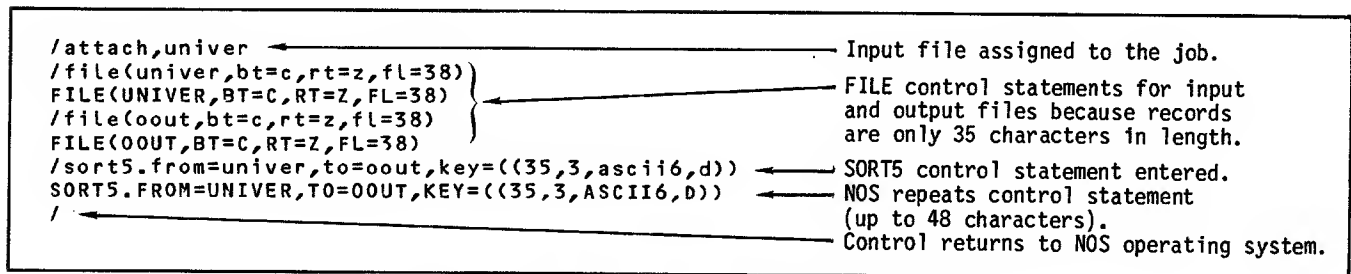 /attach,univer Input file assigned to the job.
/file(univer,bt=c,rt=z,fl=38) FILE control statements for input
FILE(UNIVER,BT=C,RT=Z,FL=38) and output files because records
/file(oout,bt=c,rt=z,fl=38) are only 35 characters in length.
FILE(OOUT,BT=C,RT=Z,FL=38)
/sort5.from=univer,to=oout,key=((35,3,ascii6,d)) SORT5 control statement entered.
SORT5.FROM=UNIVER,TO=OOUT,KEY=((35,3,ASCII6,D)) NOS repeats control statement
(up to 48 characters).
/ Control returns to NOS operating system.